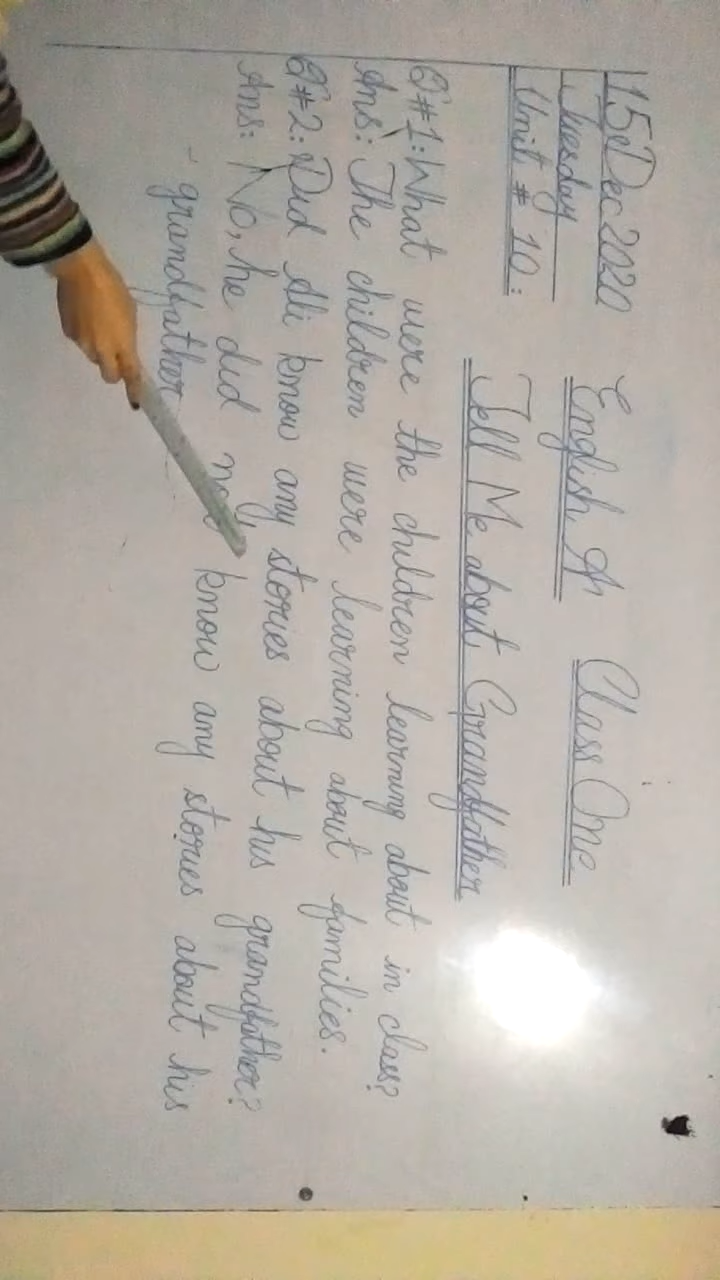 15 Dec 2020 English A Class One
Tuesday
Unit # 10: Tell Me about Grandfather
Q#1: What were the children learning about in class?
Ans: The children were learning about families.
Q#2: Did Ali know any stories about his grandfather?
Ans: No, he did not know any stories about his
- grandfather